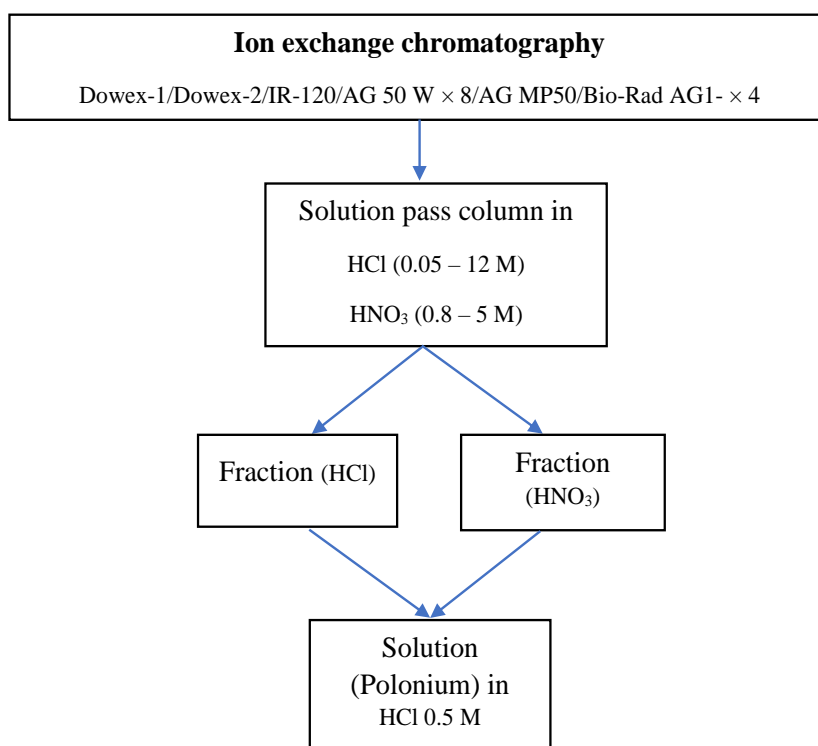 Ion exchange chromatography
Dowex-1/Dowex-2/IR-120/AG 50 W × 8/AG MP50/Bio-Rad AG1- × 4
Solution pass column in
HCl (0.05 – 12 M)
HNO₃ (0.8 – 5 M)
Fraction (HCl)
Fraction
(HNO₃)
Solution
(Polonium) in
HCl 0.5 M